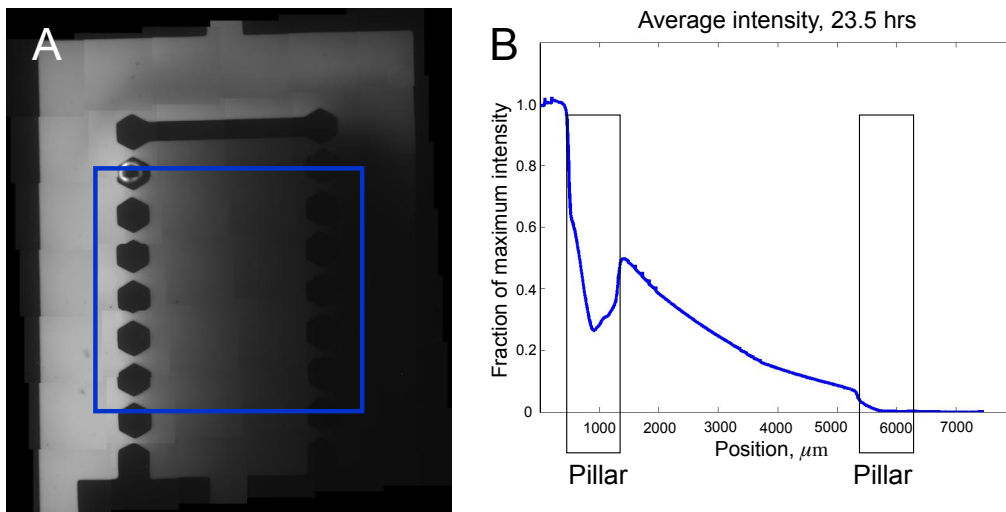 A
B
Average intensity, 23.5 hrs
Fraction of maximum intensity
1.0
0.8
0.6
0.4
0.2
0
1000
2000
3000
4000
5000
6000
7000
Position, μm
Pillar
Pillar